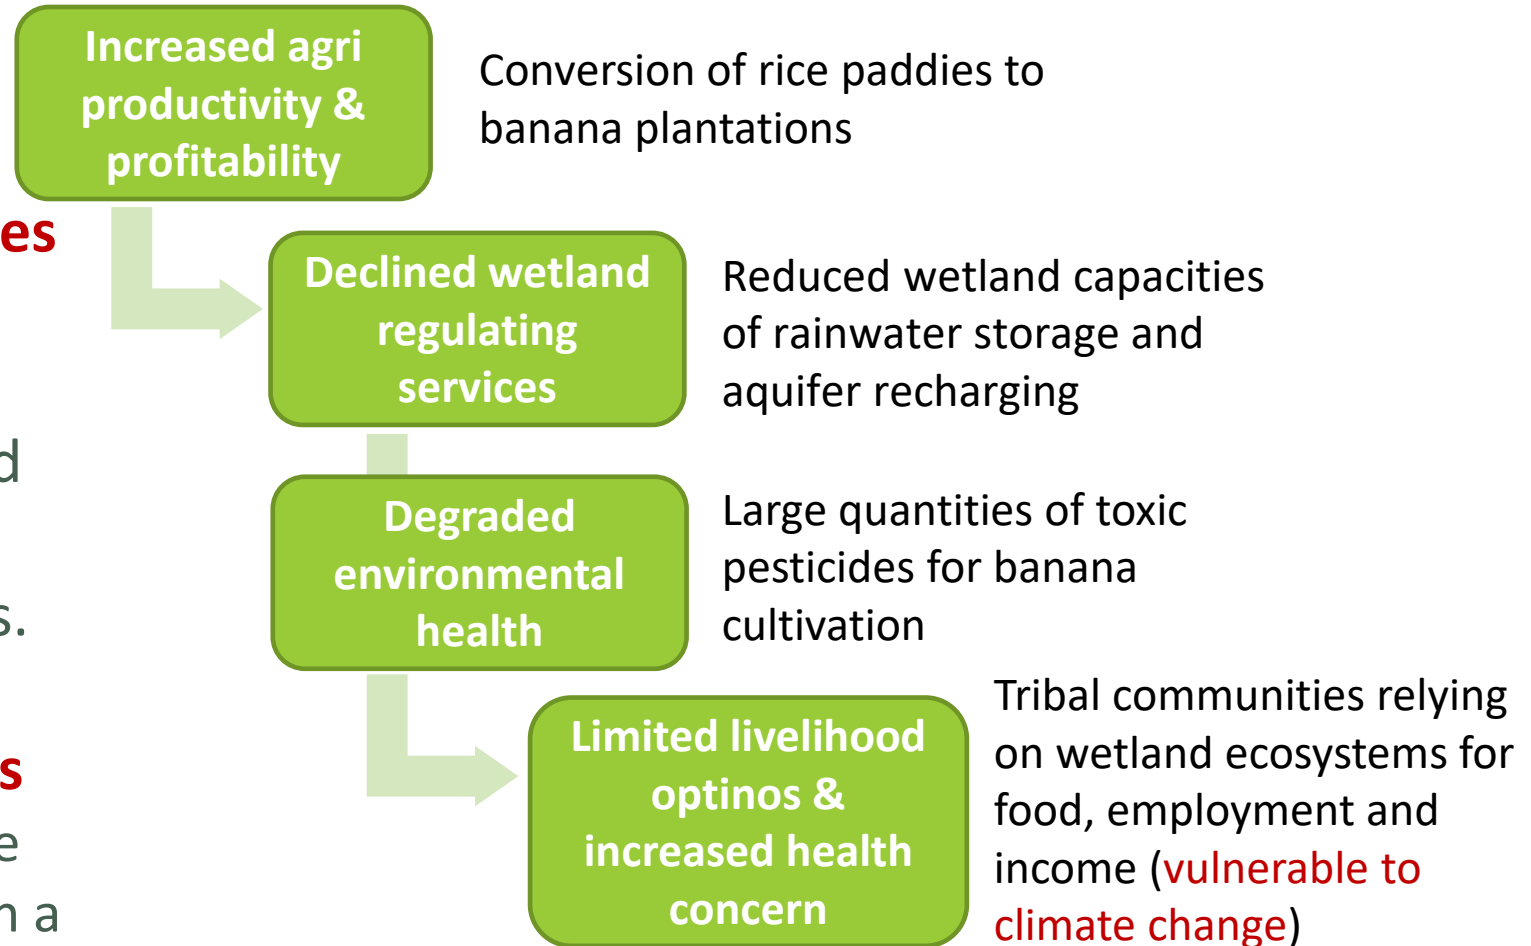 Increased agri
productivity &
profitability
Conversion of rice paddies to
banana plantations
es
Declined wetland
regulating
services
Reduced wetland capacities
of rainwater storage and
aquifer recharging
d
Degraded
environmental
health
Large quantities of toxic
pesticides for banana
cultivation
s.
s
Limited livelihood
optinos &
increased health
concern
Tribal communities relying
on wetland ecosystems for
food, employment and
income (vulnerable to
climate change)
e
n a